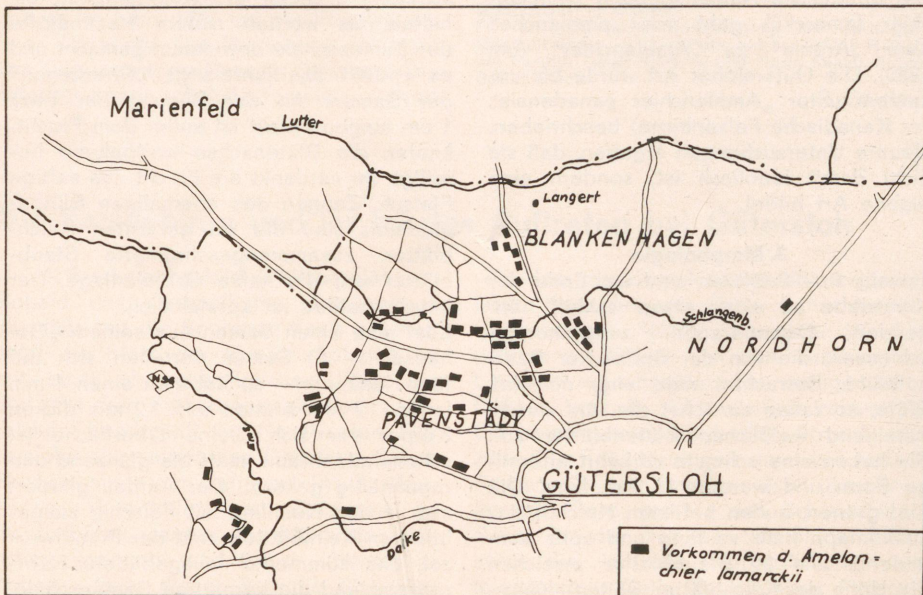 Marienfeld
Lutter
Langert
BLANKENHAGEN
Schlangenb.
NORDHORN
PAVENSTÄDT
GÜTERSLOH
Dalke
Vorkommen d. Amelan=
chier lamarckii